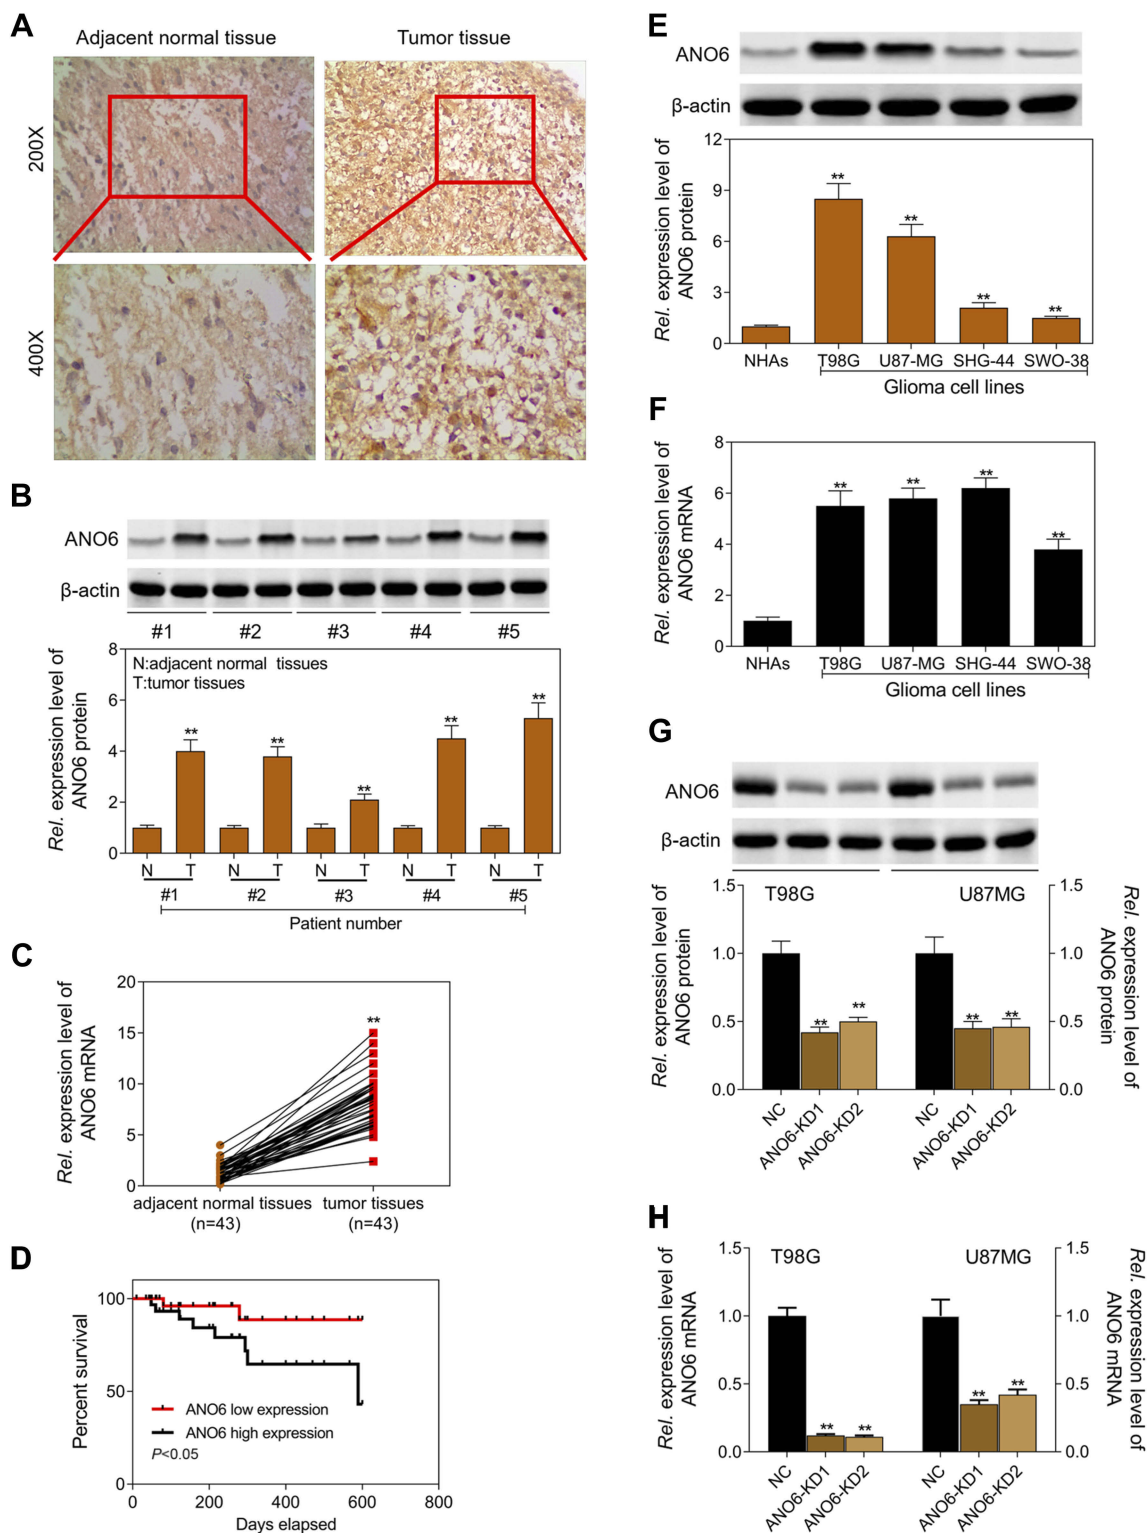 A
Adjacent normal tissue
Tumor tissue
200X
400X
B
ANO6
β-actin
#1 #2 #3 #4 #5
Rel. expression level of
ANO6 protein
8
6
4
2
0
N:adjacent normal tissues
T:tumor tissues
** ** ** ** **
N T N T N T N T N T
#1 #2 #3 #4 #5
Patient number
C
Rel. expression level of
ANO6 mRNA
20
15
10
5
0
**
adjacent normal tissues
(n=43)
tumor tissues
(n=43)
D
Percent survival
100
50
0
ANO6 low expression
ANO6 high expression
P<0.05
0 200 400 600 800
Days elapsed
E
ANO6
β-actin
Rel. expression level of
ANO6 protein
12
9
6
3
0
** ** ** **
NHAs T98G U87-MG SHG-44 SWO-38
Glioma cell lines
F
Rel. expression level of
ANO6 mRNA
8
6
4
2
0
** ** ** **
NHAs T98G U87-MG SHG-44 SWO-38
Glioma cell lines
G
ANO6
β-actin
Rel. expression level of
ANO6 protein
1.5
1.0
0.5
0.0
T98G
U87MG
** ** ** **
1.5
1.0
0.5
0.0
Rel. expression level of
ANO6 protein
NC ANO6-KD1 ANO6-KD2 NC ANO6-KD1 ANO6-KD2
H
Rel. expression level of
ANO6 mRNA
1.5
1.0
0.5
0.0
T98G
U87MG
** ** ** **
1.5
1.0
0.5
0.0
Rel. expression level of
ANO6 mRNA
NC ANO6-KD1 ANO6-KD2 NC ANO6-KD1 ANO6-KD2